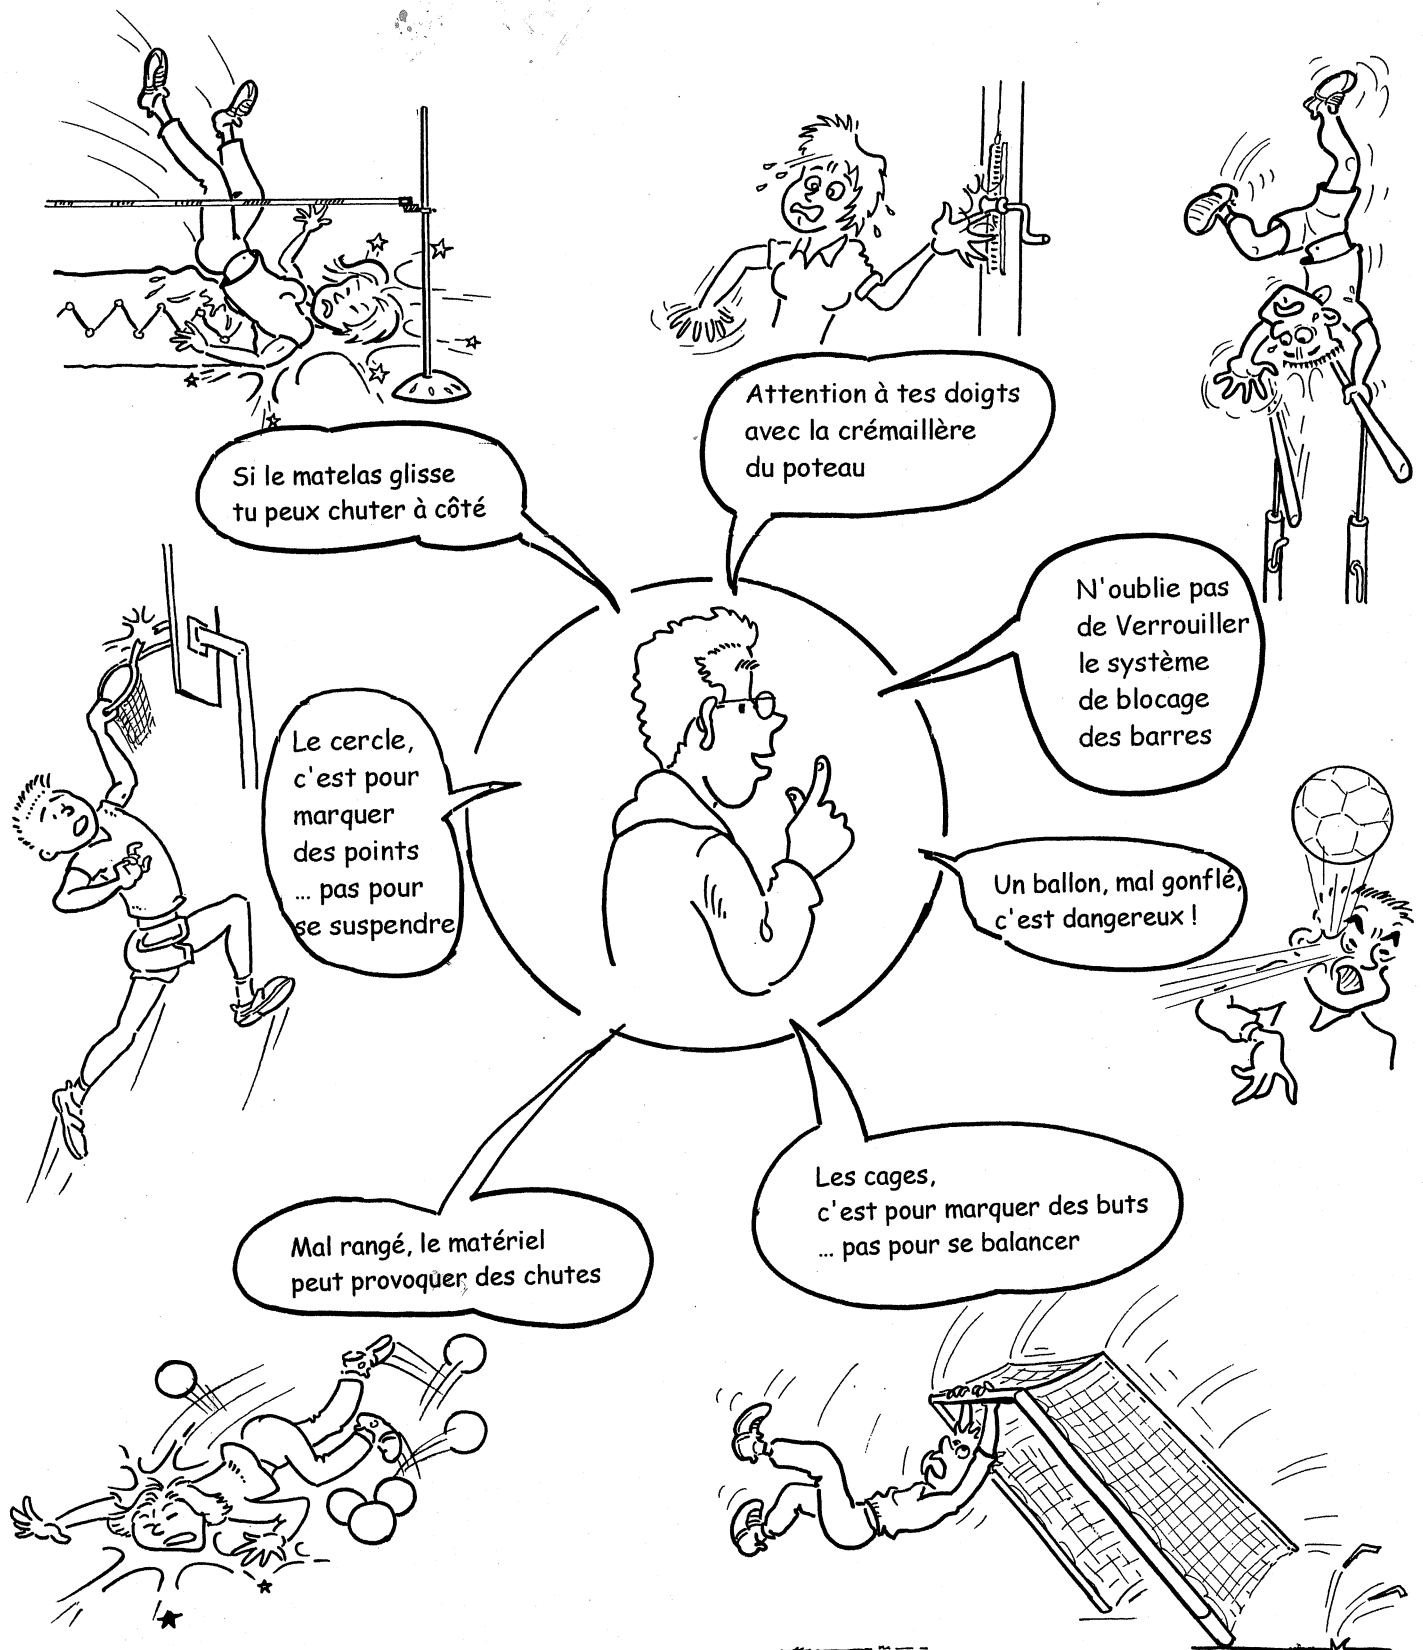 Si le matelas glisse
tu peux chuter à côté
Attention à tes doigts
avec la crémaillère
du poteau
N'oublie pas
de Verrouiller
le système
de blocage
des barres
Le cercle,
c'est pour
marquer
des points
... pas pour
se suspendre
Un ballon, mal gonflé,
c'est dangereux !
Les cages,
c'est pour marquer des buts
... pas pour se balancer
Mal rangé, le matériel
peut provoquer des chutes